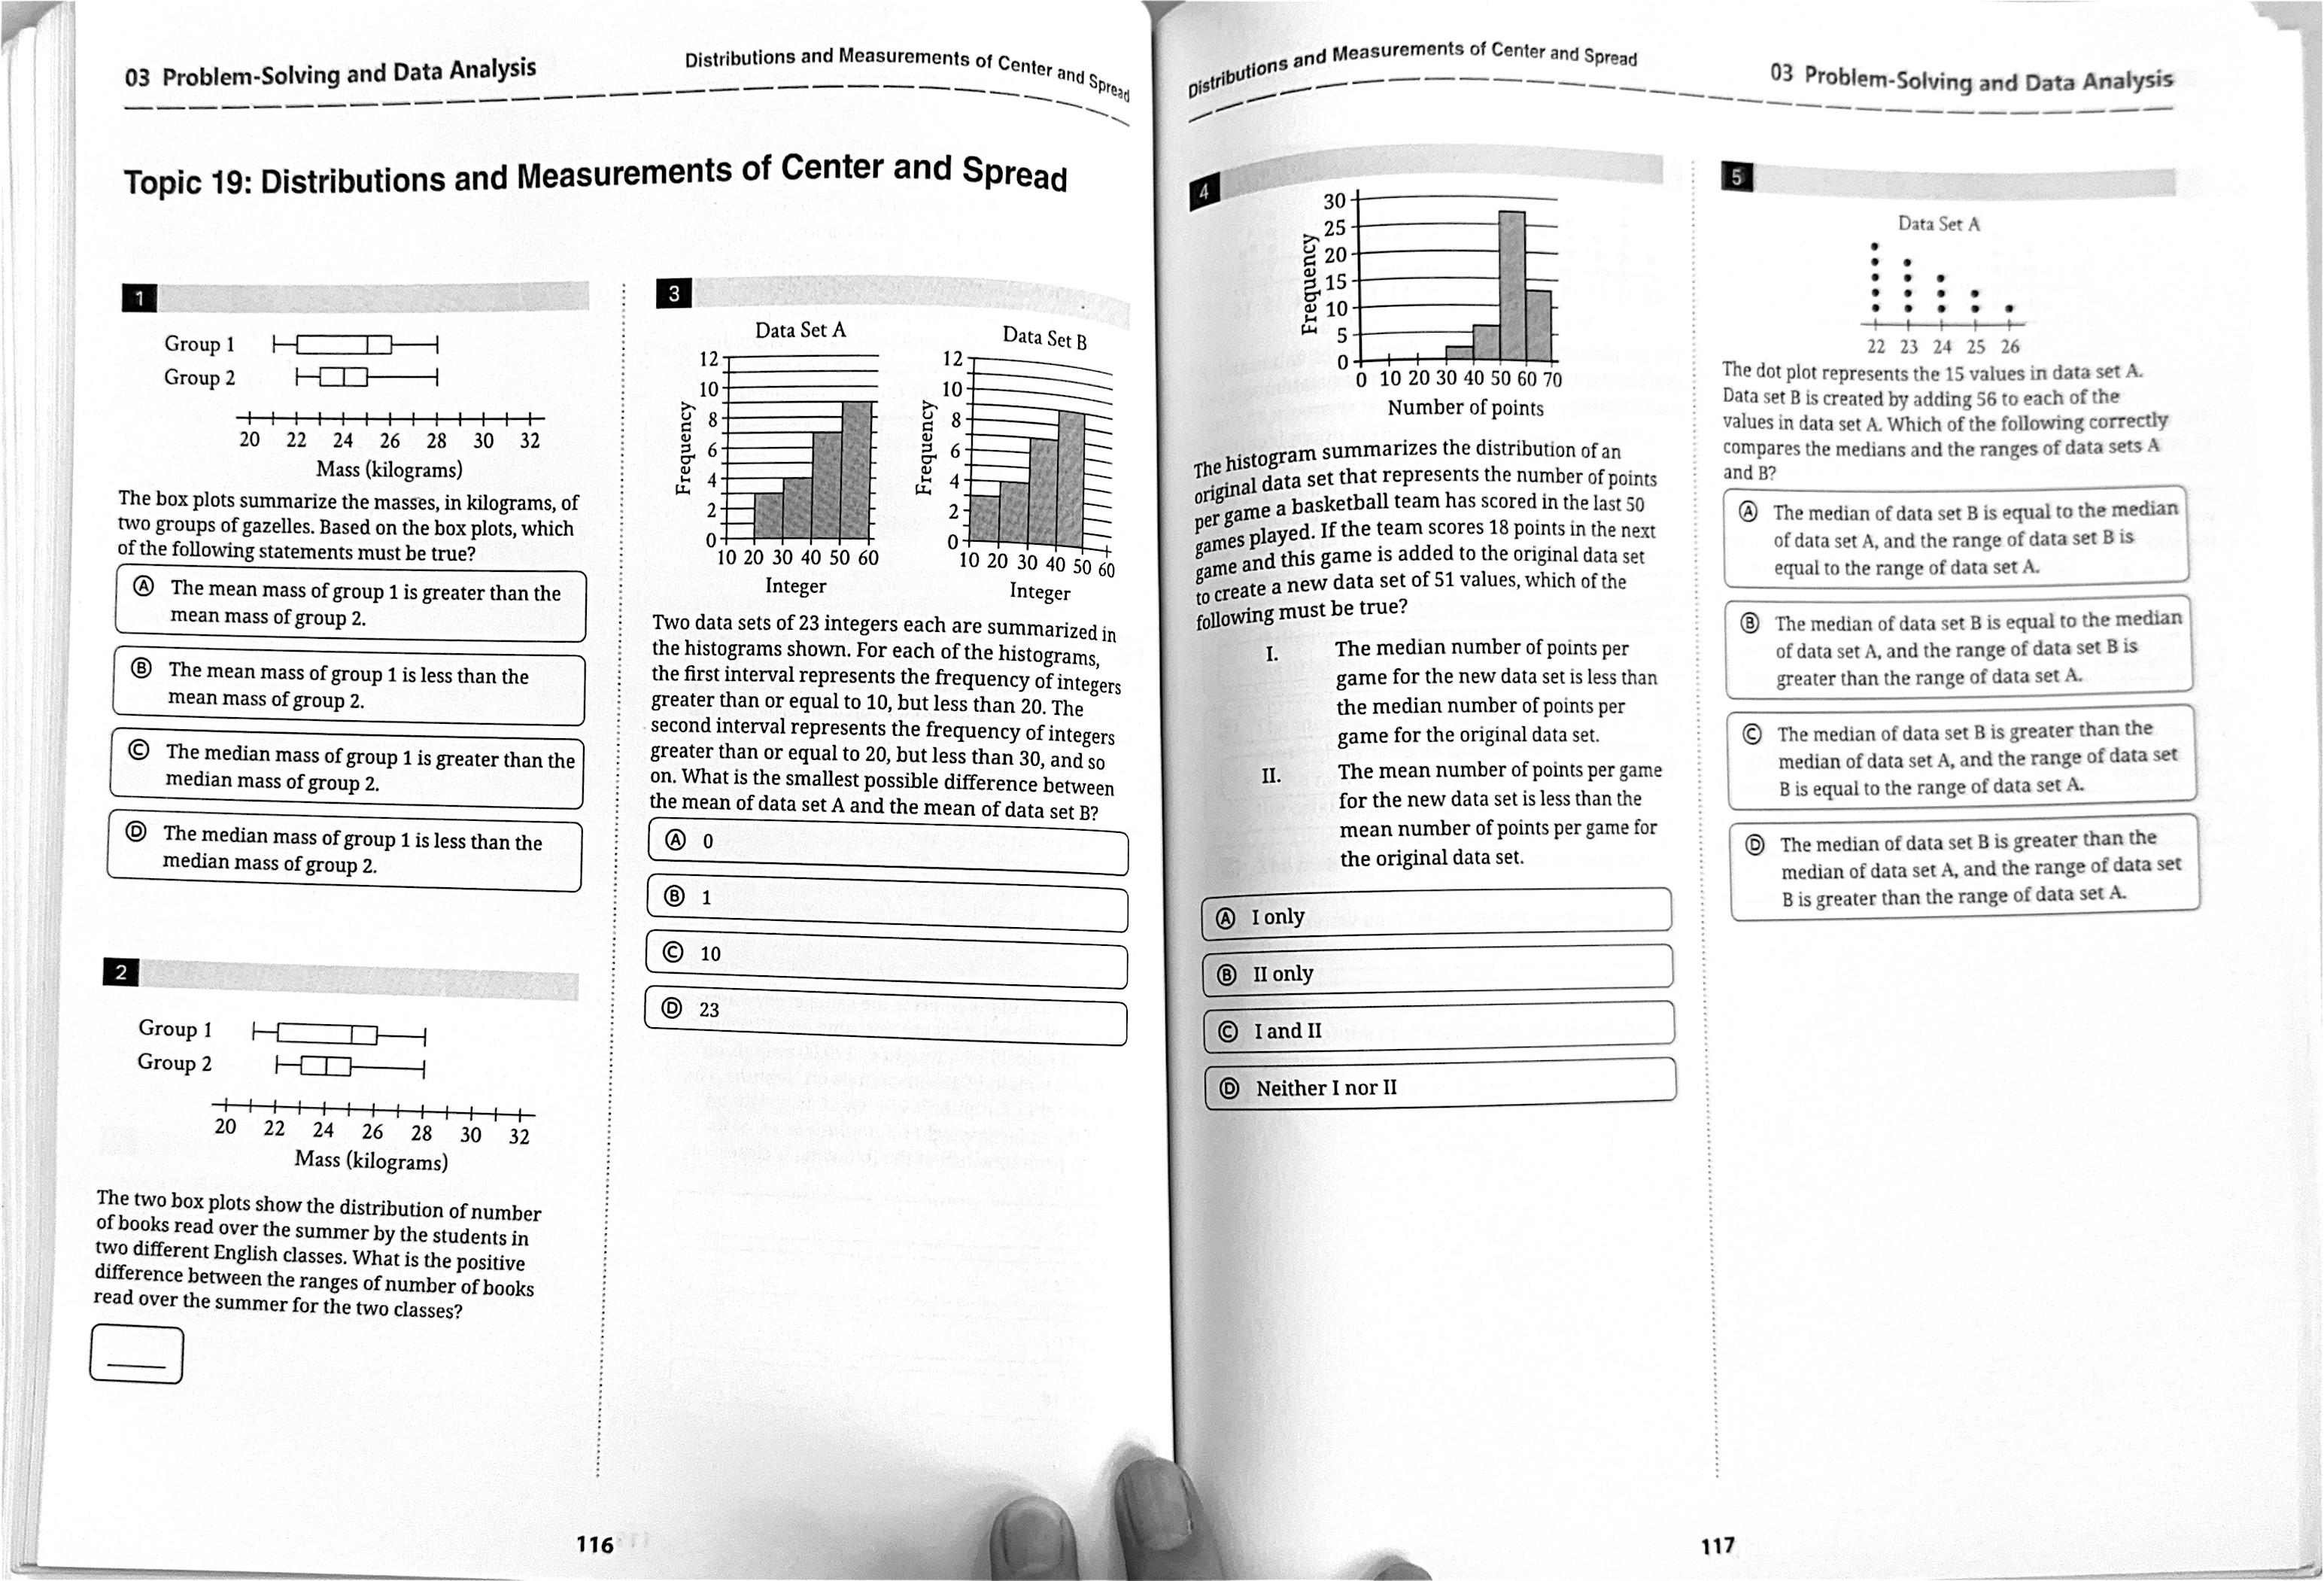 03 Problem-Solving and Data Analysis
Distributions and Measurements of Center and Spread
Topic 19: Distributions and Measurements of Center and Spread
1
Group 1
Group 2
20 22 24 26 28 30 32
Mass (kilograms)
The box plots summarize the masses, in kilograms, of
two groups of gazelles. Based on the box plots, which
of the following statements must be true?
Ⓐ The mean mass of group 1 is greater than the
mean mass of group 2.
Ⓑ The mean mass of group 1 is less than the
mean mass of group 2.
Ⓒ The median mass of group 1 is greater than the
median mass of group 2.
Ⓓ The median mass of group 1 is less than the
median mass of group 2.
2
Group 1
Group 2
20 22 24 26 28 30 32
Mass (kilograms)
The two box plots show the distribution of number
of books read over the summer by the students in
two different English classes. What is the positive
difference between the ranges of number of books
read over the summer for the two classes?
3
Data Set A
12
10
8
6
4
2
0
Frequency
10 20 30 40 50 60
Integer
Data Set B
12
10
8
6
4
2
0
Frequency
10 20 30 40 50 60
Integer
Two data sets of 23 integers each are summarized in
the histograms shown. For each of the histograms,
the first interval represents the frequency of integers
greater than or equal to 10, but less than 20. The
second interval represents the frequency of integers
greater than or equal to 20, but less than 30, and so
on. What is the smallest possible difference between
the mean of data set A and the mean of data set B?
Ⓐ 0
Ⓑ 1
Ⓒ 10
Ⓓ 23
116
Distributions and Measurements of Center and Spread
03 Problem-Solving and Data Analysis
4
30
25
20
15
10
5
0
Frequency
0 10 20 30 40 50 60 70
Number of points
The histogram summarizes the distribution of an
original data set that represents the number of points
per game a basketball team has scored in the last 50
games played. If the team scores 18 points in the next
game and this game is added to the original data set
to create a new data set of 51 values, which of the
following must be true?
I. The median number of points per
game for the new data set is less than
the median number of points per
game for the original data set.
II. The mean number of points per game
for the new data set is less than the
mean number of points per game for
the original data set.
Ⓐ I only
Ⓑ II only
Ⓒ I and II
Ⓓ Neither I nor II
5
Data Set A
22 23 24 25 26
The dot plot represents the 15 values in data set A.
Data set B is created by adding 56 to each of the
values in data set A. Which of the following correctly
compares the medians and the ranges of data sets A
and B?
Ⓐ The median of data set B is equal to the median
of data set A, and the range of data set B is
equal to the range of data set A.
Ⓑ The median of data set B is equal to the median
of data set A, and the range of data set B is
greater than the range of data set A.
Ⓒ The median of data set B is greater than the
median of data set A, and the range of data set
B is equal to the range of data set A.
Ⓓ The median of data set B is greater than the
median of data set A, and the range of data set
B is greater than the range of data set A.
117